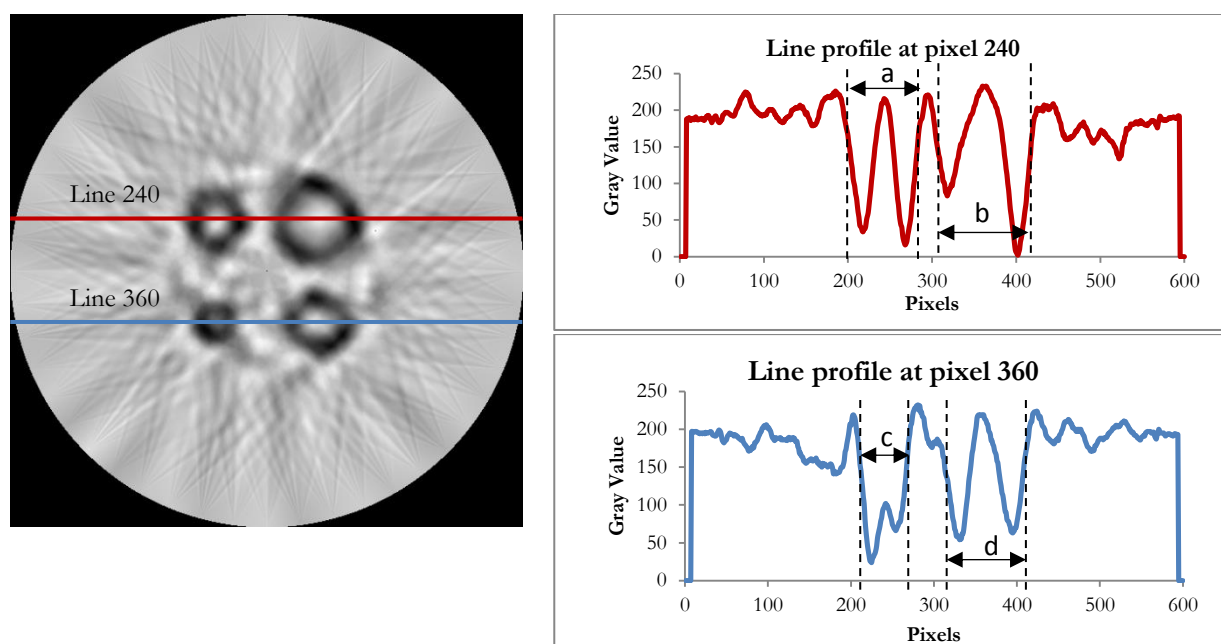 Line 240
Line 360
Line profile at pixel 240
a
b
250
200
150
100
50
0
Gray Value
0 100 200 300 400 500 600
Pixels
Line profile at pixel 360
c
d
250
200
150
100
50
0
Gray Value
0 100 200 300 400 500 600
Pixels